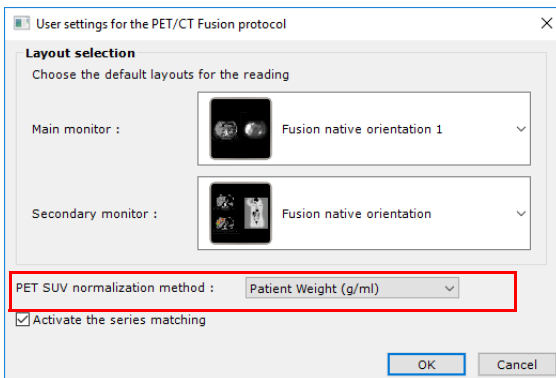 User settings for the PET/CT Fusion protocol
Layout selection
Choose the default layouts for the reading
Main monitor :
Fusion native orientation 1
Secondary monitor :
Fusion native orientation
PET SUV normalization method :
Patient Weight (g/ml)
Activate the series matching
OK
Cancel